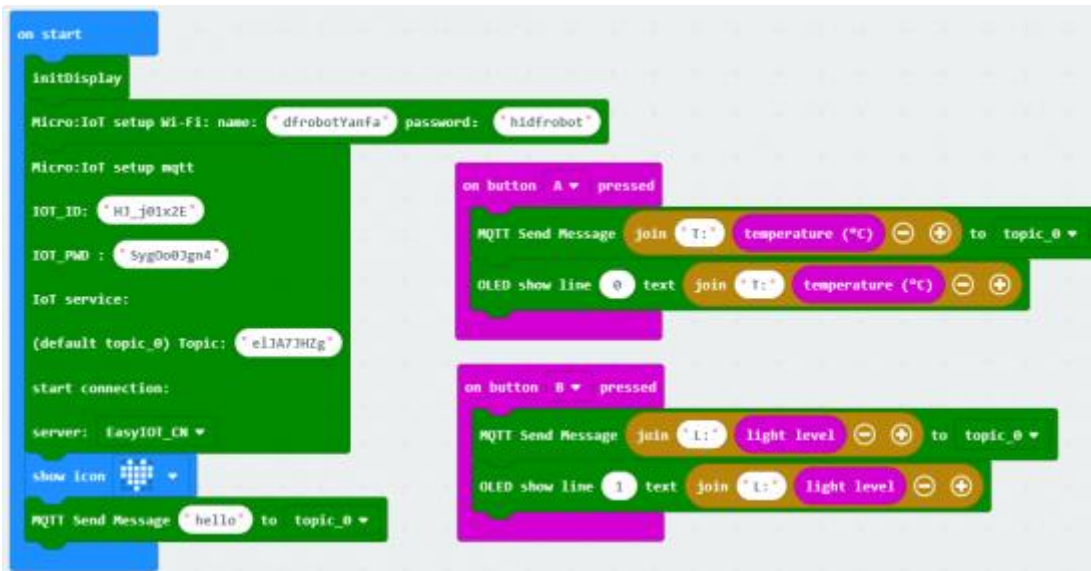 on start
initDisplay
Micro:IoT setup Wi-Fi: name: "dfrobotYanfa" password: "hidfrobot"
Micro:IoT setup mqtt
IOT_ID: "HJ_j01x2E"
IOT_PWD : "SygOo03gn4"
IoT service:
(default topic_0) Topic: "elJA7JHZg"
start connection:
server: EasyIOT_CN
show icon
MQTT Send Message "hello" to topic_0
on button A pressed
MQTT Send Message join "T:" temperature (°C) to topic_0
OLED show line 0 text join "T:" temperature (°C)
on button B pressed
MQTT Send Message join "L:" light level to topic_0
OLED show line 1 text join "L:" light level